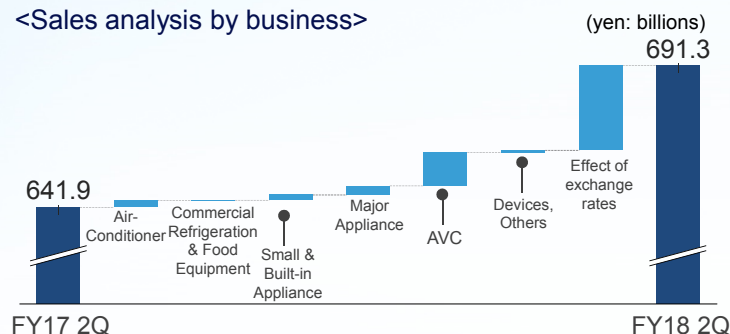 <Sales analysis by business>
(yen: billions)
691.3
641.9
Air-
Conditioner
Commercial
Refrigeration
& Food
Equipment
Small &
Built-in
Appliance
Major
Appliance
AVC
Devices,
Others
Effect of
exchange
rates
FY17 2Q
FY18 2Q